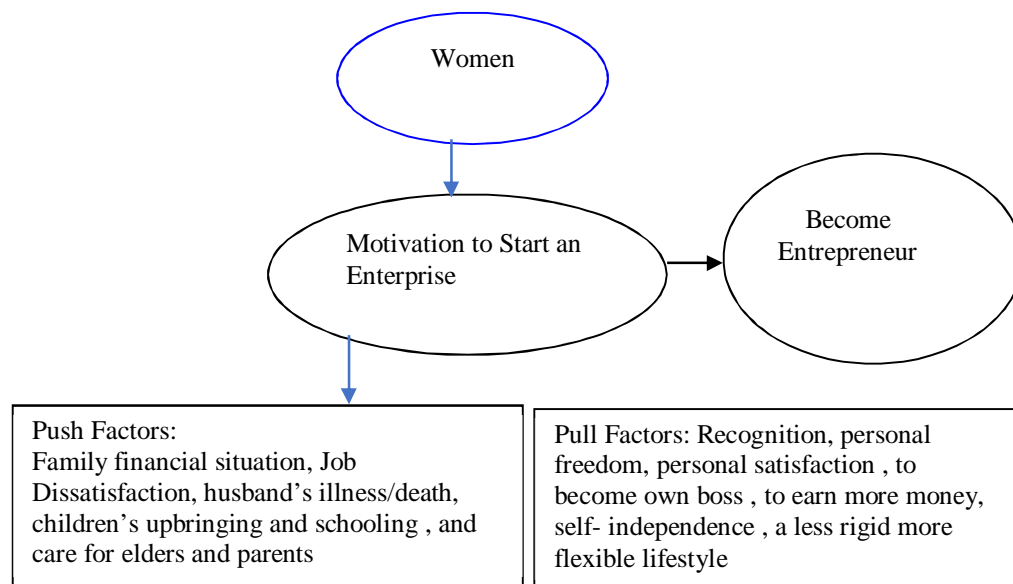 Women
Motivation to Start an
Enterprise
Become
Entrepreneur
Push Factors:
Family financial situation, Job
Dissatisfaction, husband’s illness/death,
children’s upbringing and schooling , and
care for elders and parents
Pull Factors: Recognition, personal
freedom, personal satisfaction , to
become own boss , to earn more money,
self- independence , a less rigid more
flexible lifestyle